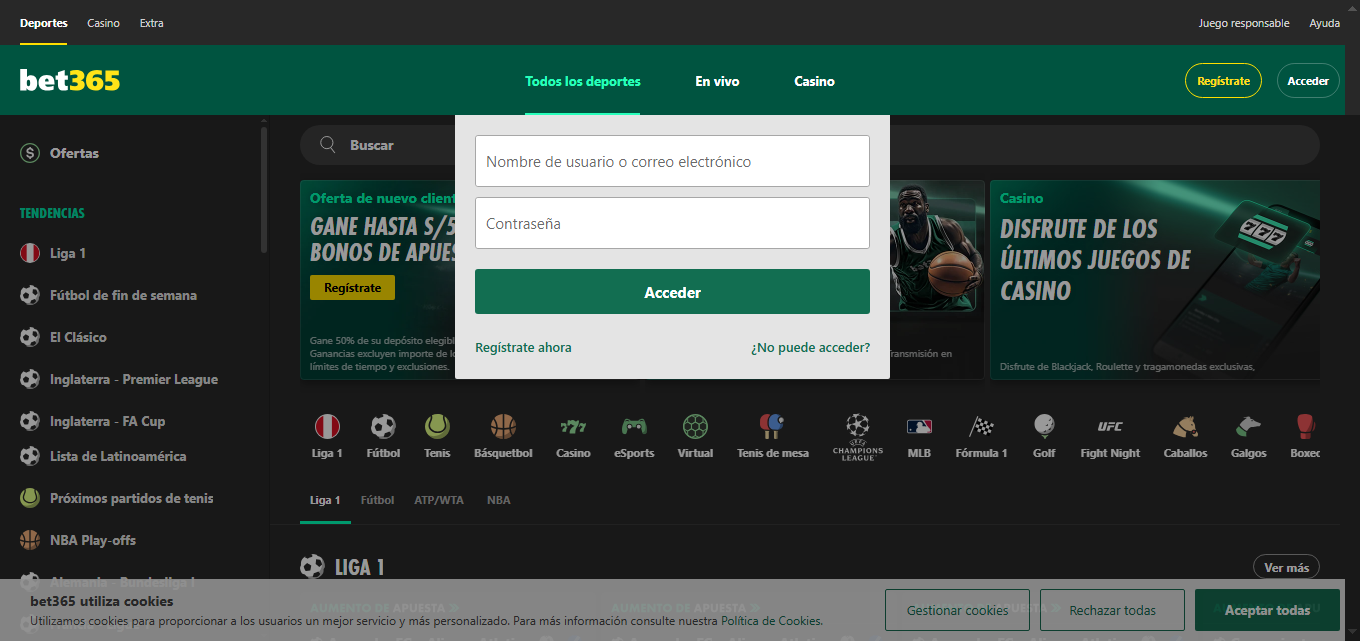 Deportes Casino Extra Juego responsable Ayuda
bet365 Todos los deportes En vivo Casino Regístrate Acceder
Ofertas
TENDENCIAS
Liga 1
Fútbol de fin de semana
El Clásico
Inglaterra - Premier League
Inglaterra - FA Cup
Lista de Latinoamérica
Próximos partidos de tenis
NBA Play-offs
Alemania - Bundesliga I
Buscar
Nombre de usuario o correo electrónico
Contraseña
Acceder
Regístrate ahora ¿No puede acceder?
Oferta de nuevo client
GANE HASTA S/5
BONOS DE APUES
Regístrate
Gane 50% de su depósito elegibl
Ganancias excluyen importe de lo
límites de tiempo y exclusiones.
ransmisión en
Casino
DISFRUTE DE LOS
ÚLTIMOS JUEGOS DE
CASINO
Disfrute de Blackjack, Roulette y tragamonedas exclusivas,
UFC
CHAMPIONS
LEAGUE
Liga 1 Fútbol Tenis Básquetbol Casino eSports Virtual Tenis de mesa MLB Fórmula 1 Golf Fight Night Caballos Galgos Boxeo
Liga 1 Fútbol ATP/WTA NBA
LIGA 1 Ver más
AUMENTO DE APUESTA AUMENTO DE APUESTA
bet365 utiliza cookies
Utilizamos cookies para proporcionar a los usuarios un mejor servicio y más personalizado. Para más información consulte nuestra Política de Cookies.
Gestionar cookies Rechazar todas Aceptar todas